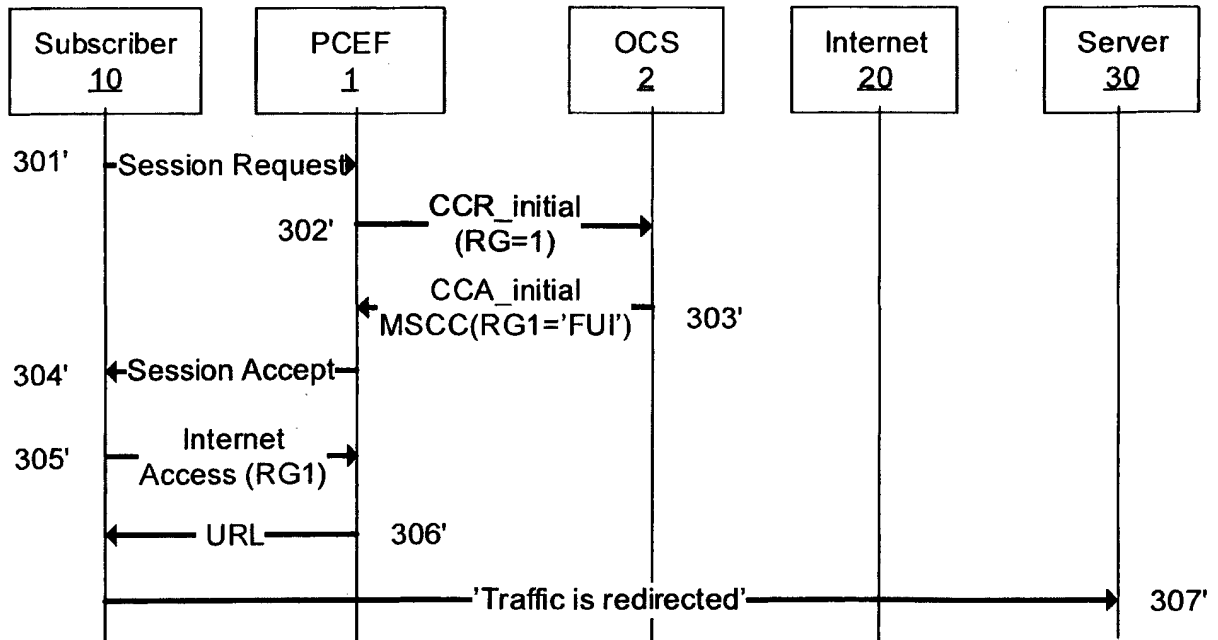 Subscriber
10
PCEF
1
OCS
2
Internet
20
Server
30
301'
Session Request
302'
CCR_initial
(RG=1)
CCA_initial
MSCC(RG1='FUI')
303'
304'
Session Accept
305'
Internet
Access (RG1)
URL
306'
'Traffic is redirected'
307'